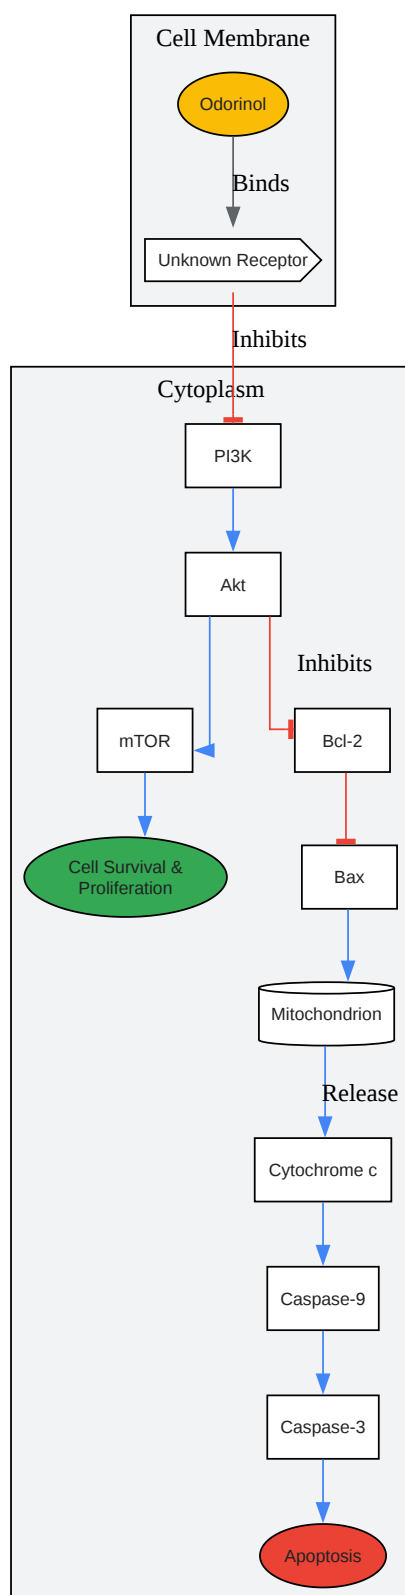 Cell Membrane
Odorinol
Binds
Unknown Receptor
Inhibits
Cytoplasm
PI3K
Akt
Inhibits
mTOR
Bcl-2
Cell Survival &
Proliferation
Bax
Mitochondrion
Release
Cytochrome c
Caspase-9
Caspase-3
Apoptosis